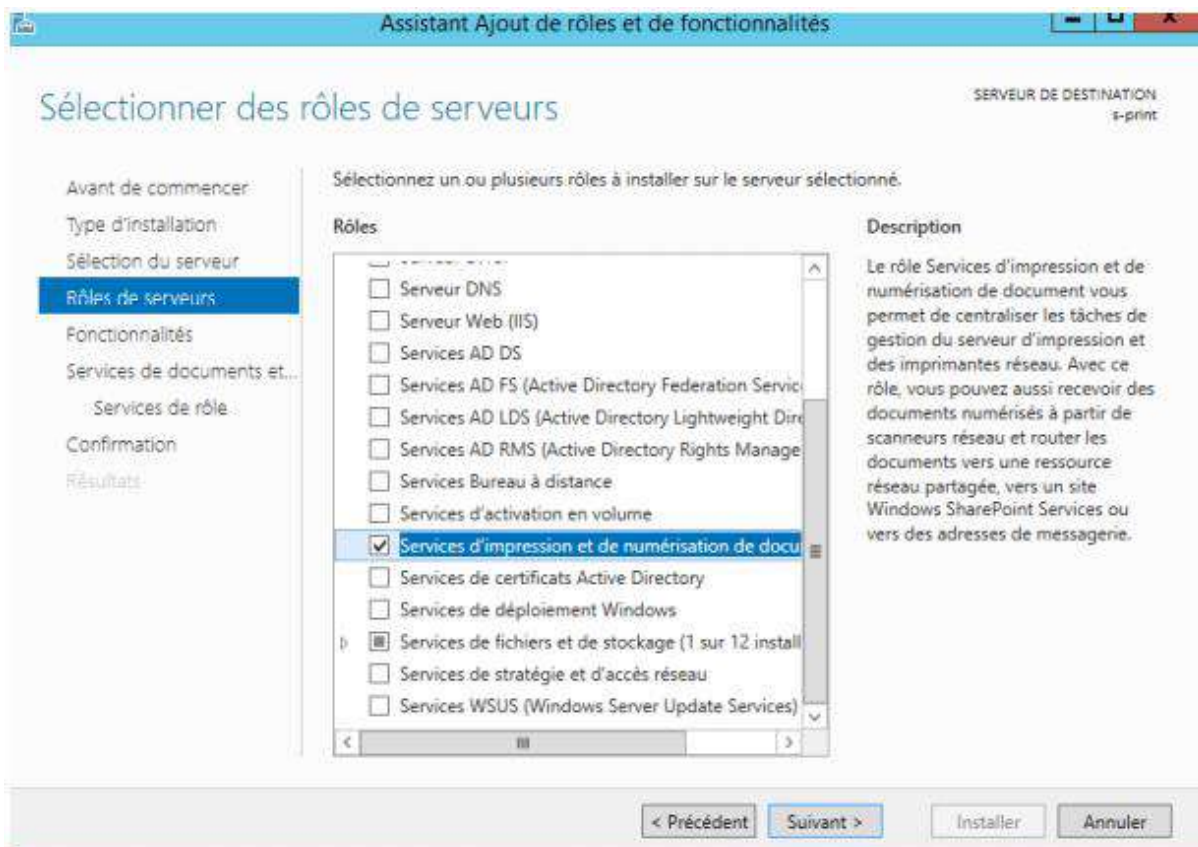 Assistant Ajout de rôles et de fonctionnalités
Sélectionner des rôles de serveurs
SERVEUR DE DESTINATION
s-print
Avant de commencer
Type d'installation
Sélection du serveur
Rôles de serveurs
Fonctionnalités
Services de documents et...
Services de rôle
Confirmation
Résultats
Sélectionnez un ou plusieurs rôles à installer sur le serveur sélectionné.
Rôles
Serveur DNS
Serveur Web (IIS)
Services AD DS
Services AD FS (Active Directory Federation Servic
Services AD LDS (Active Directory Lightweight Dire
Services AD RMS (Active Directory Rights Manage
Services Bureau à distance
Services d'activation en volume
Services d'impression et de numérisation de docu
Services de certificats Active Directory
Services de déploiement Windows
Services de fichiers et de stockage (1 sur 12 install
Services de stratégie et d'accès réseau
Services WSUS (Windows Server Update Services)
Description
Le rôle Services d'impression et de
numérisation de document vous
permet de centraliser les tâches de
gestion du serveur d'impression et
des imprimantes réseau. Avec ce
rôle, vous pouvez aussi recevoir des
documents numérisés à partir de
scanneurs réseau et router les
documents vers une ressource
réseau partagée, vers un site
Windows SharePoint Services ou
vers des adresses de messagerie.
< Précédent
Suivant >
Installer
Annuler